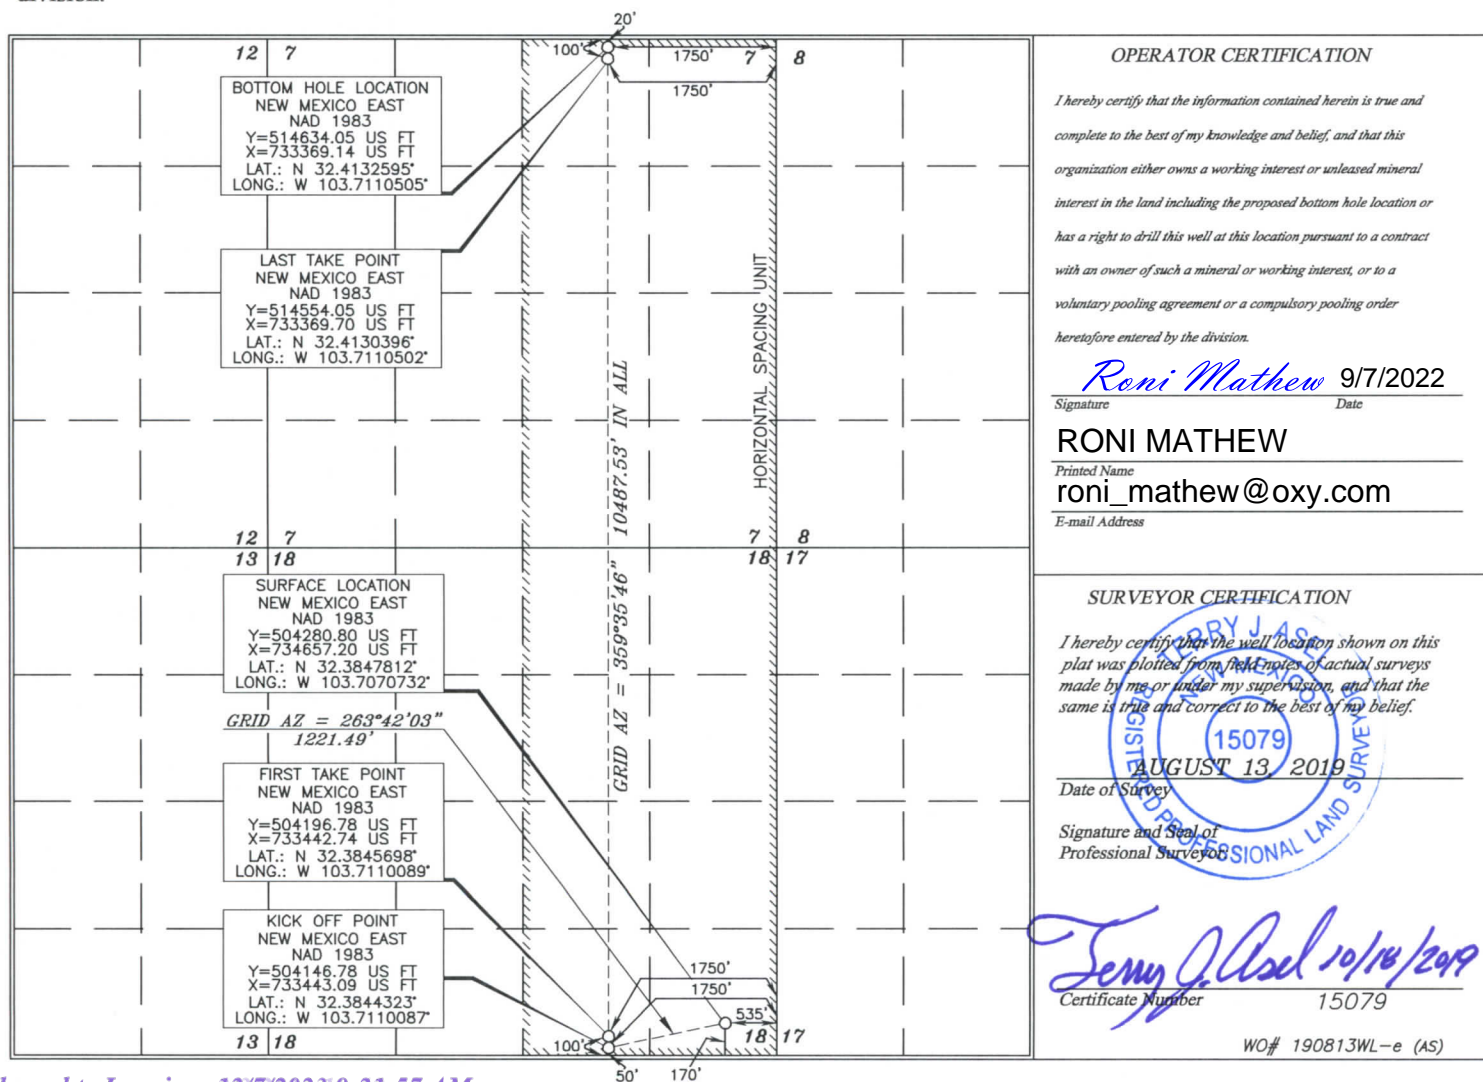 20'
12 7
100'
1750'
7 8
1750'
BOTTOM HOLE LOCATION
NEW MEXICO EAST
NAD 1983
Y=514634.05 US FT
X=733369.14 US FT
LAT.: N 32.4132595°
LONG.: W 103.7110505°
LAST TAKE POINT
NEW MEXICO EAST
NAD 1983
Y=514554.05 US FT
X=733369.70 US FT
LAT.: N 32.4130396°
LONG.: W 103.7110502°
HORIZONTAL SPACING UNIT
GRID AZ = 359°35'46" 10487.53' IN ALL
12 7
7 8
13 18
18 17
SURFACE LOCATION
NEW MEXICO EAST
NAD 1983
Y=504280.80 US FT
X=734657.20 US FT
LAT.: N 32.3847812°
LONG.: W 103.7070732°
GRID AZ = 263°42'03"
1221.49'
FIRST TAKE POINT
NEW MEXICO EAST
NAD 1983
Y=504196.78 US FT
X=733442.74 US FT
LAT.: N 32.3845698°
LONG.: W 103.7110089°
KICK OFF POINT
NEW MEXICO EAST
NAD 1983
Y=504146.78 US FT
X=733443.09 US FT
LAT.: N 32.3844323°
LONG.: W 103.7110087°
1750'
1750'
535'
13 18
100'
18 17
50'
170'
OPERATOR CERTIFICATION
I hereby certify that the information contained herein is true and
complete to the best of my knowledge and belief, and that this
organization either owns a working interest or unleased mineral
interest in the land including the proposed bottom hole location or
has a right to drill this well at this location pursuant to a contract
with an owner of such a mineral or working interest, or to a
voluntary pooling agreement or a compulsory pooling order
heretofore entered by the division.
Roni Mathew 9/7/2022
Signature Date
RONI MATHEW
Printed Name
roni_mathew@oxy.com
E-mail Address
SURVEYOR CERTIFICATION
I hereby certify that the well location shown on this
plat was plotted from field notes of actual surveys
made by me or under my supervision, and that the
same is true and correct to the best of my belief.
TERRY J ASEL
NEW MEXICO
15079
REGISTERED PROFESSIONAL LAND SURVEYOR
AUGUST 13, 2019
Date of Survey
Signature and Seal of
Professional Surveyor:
Terry J. Asel 10/18/2019
Certificate Number 15079
WO# 190813WL-e (AS)